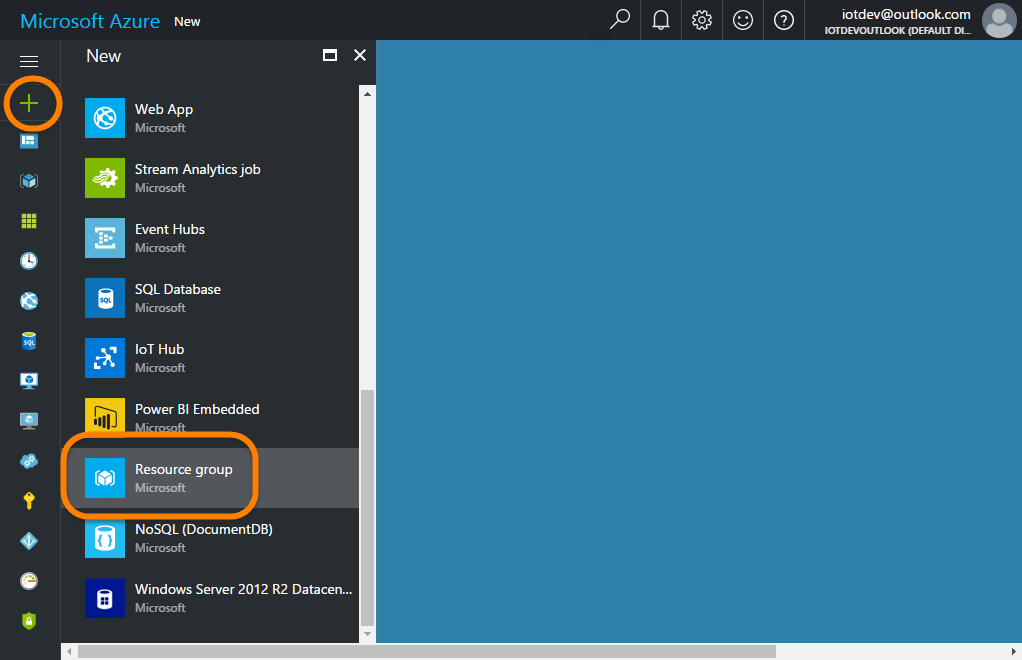 Microsoft Azure New
iotdev@outlook.com
IOTDEVOUTLOOK (DEFAULT DI...
New
Web App
Microsoft
Stream Analytics job
Microsoft
Event Hubs
Microsoft
SQL Database
Microsoft
IoT Hub
Microsoft
Power BI Embedded
Microsoft
Resource group
Microsoft
NoSQL (DocumentDB)
Microsoft
Windows Server 2012 R2 Datacen...
Microsoft